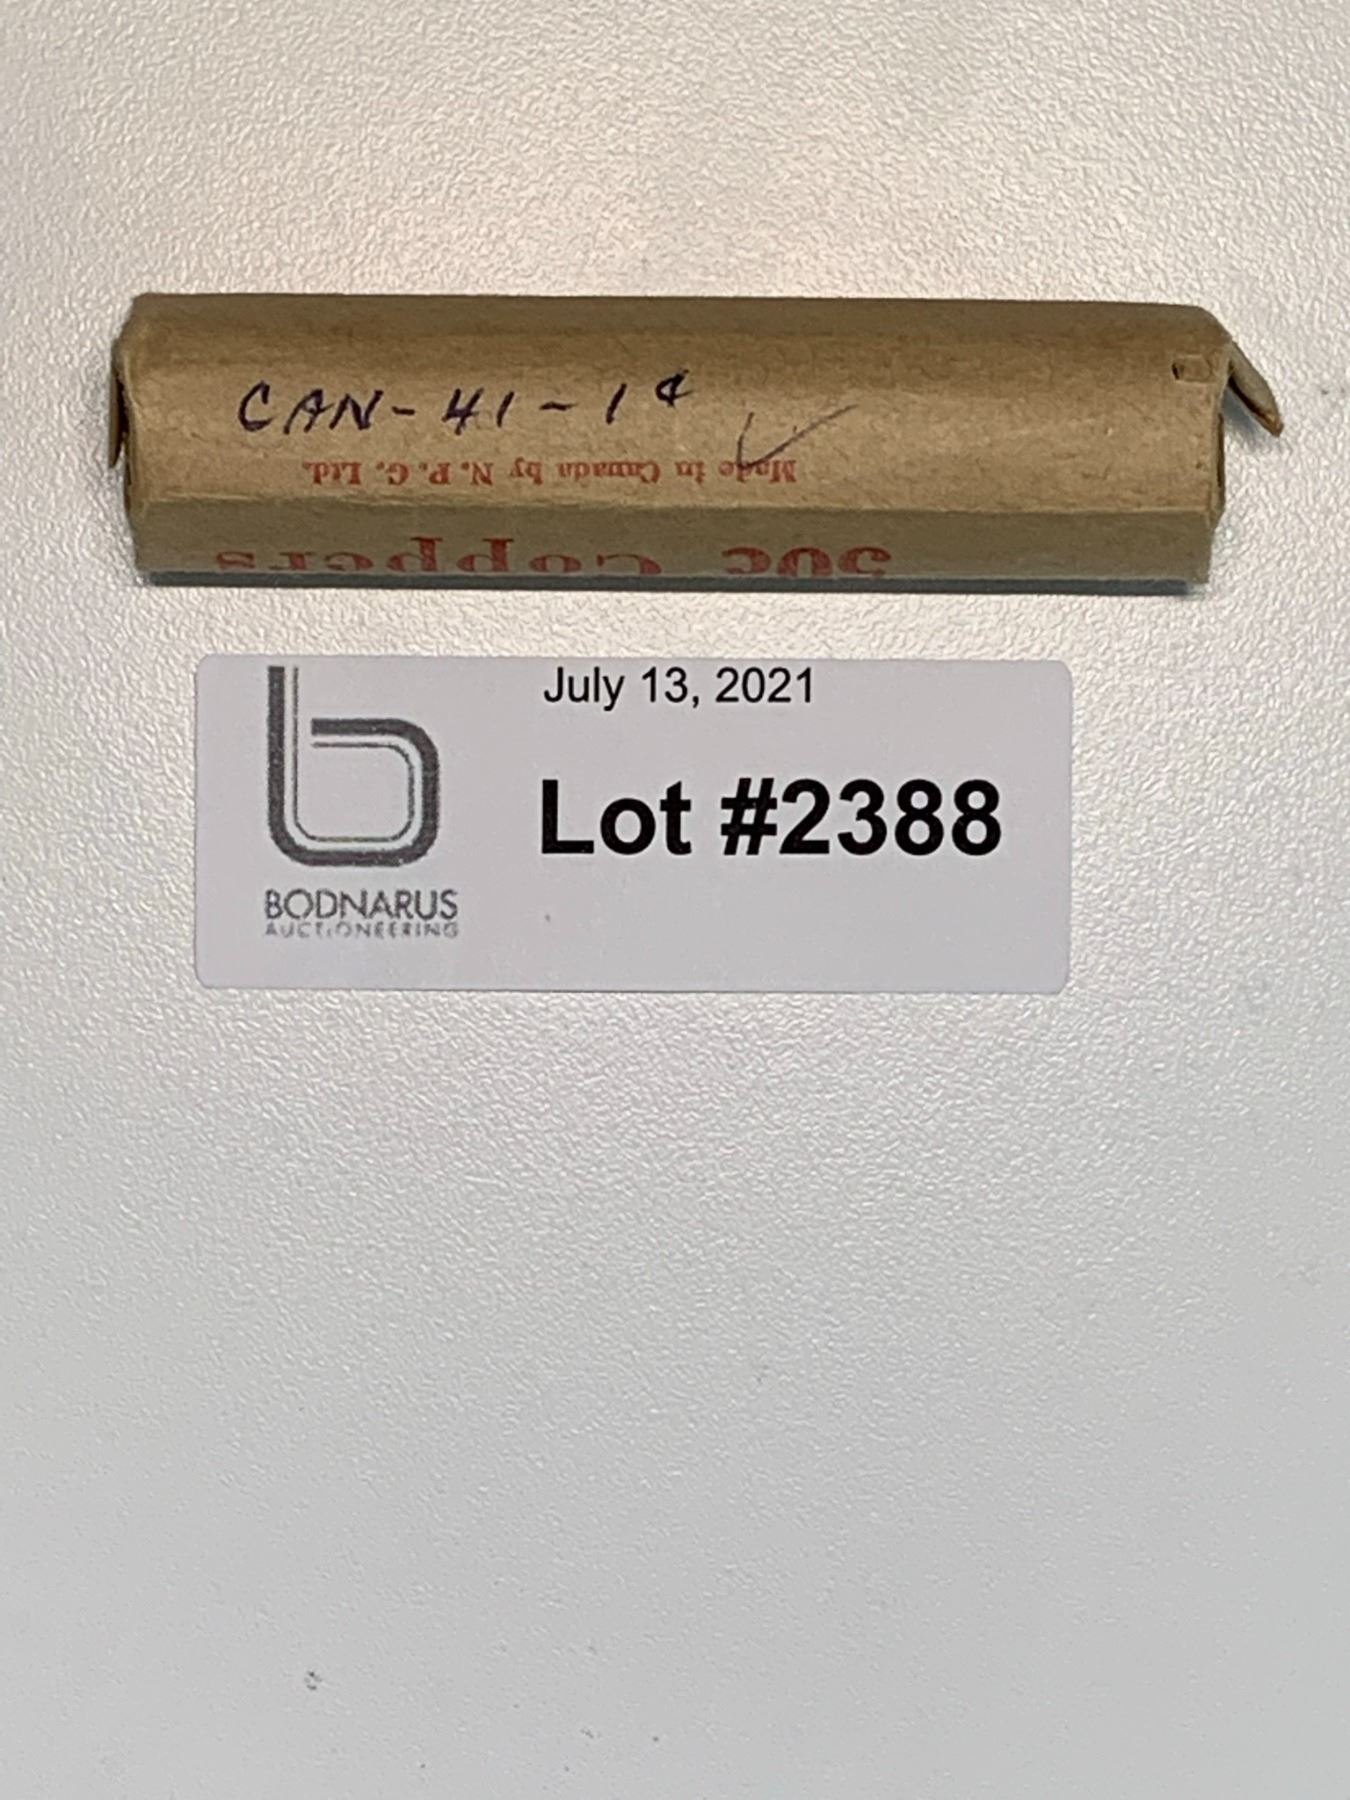 CAN-41-1¢
Made in Canada by N. P. C. Ltd.
50c Coppers
July 13, 2021
Lot #2388
BODNARUS
AUCTIONEERING